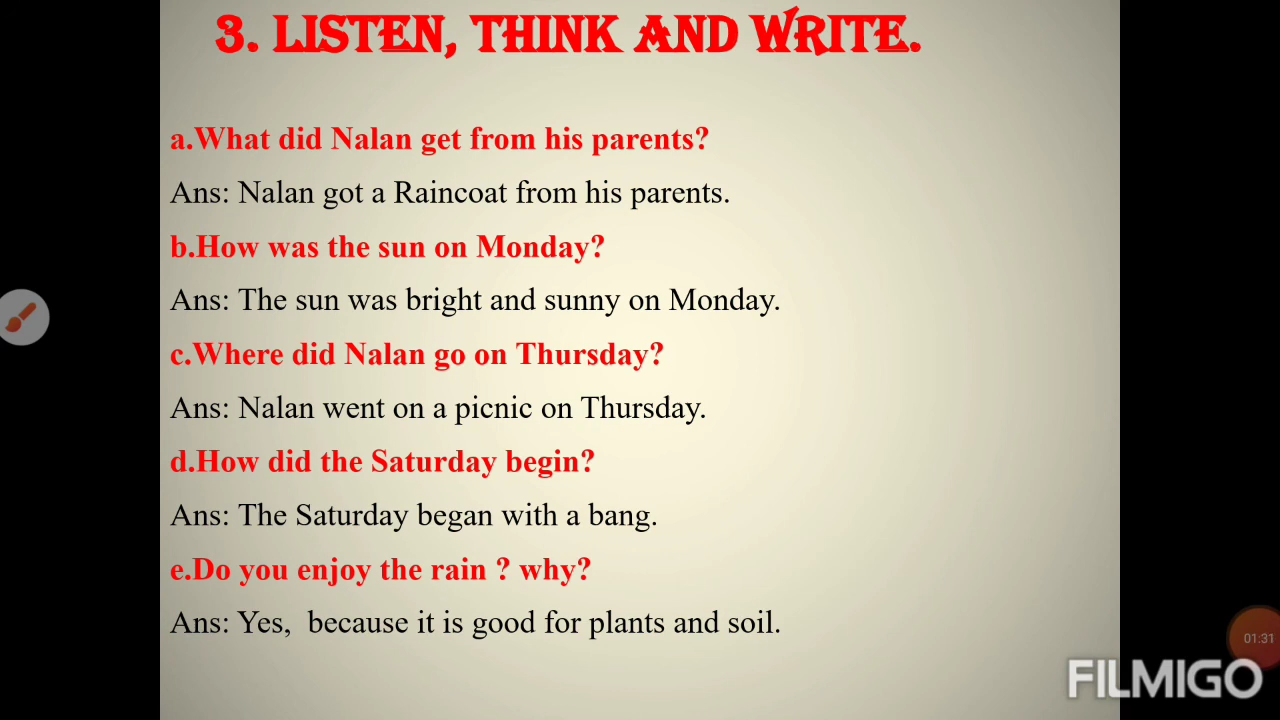 3. LISTEN, THINK AND WRITE.
a.What did Nalan get from his parents?
Ans: Nalan got a Raincoat from his parents.
b.How was the sun on Monday?
Ans: The sun was bright and sunny on Monday.
c.Where did Nalan go on Thursday?
Ans: Nalan went on a picnic on Thursday.
d.How did the Saturday begin?
Ans: The Saturday began with a bang.
e.Do you enjoy the rain ? why?
Ans: Yes,  because it is good for plants and soil.
01:31
FILMIGO